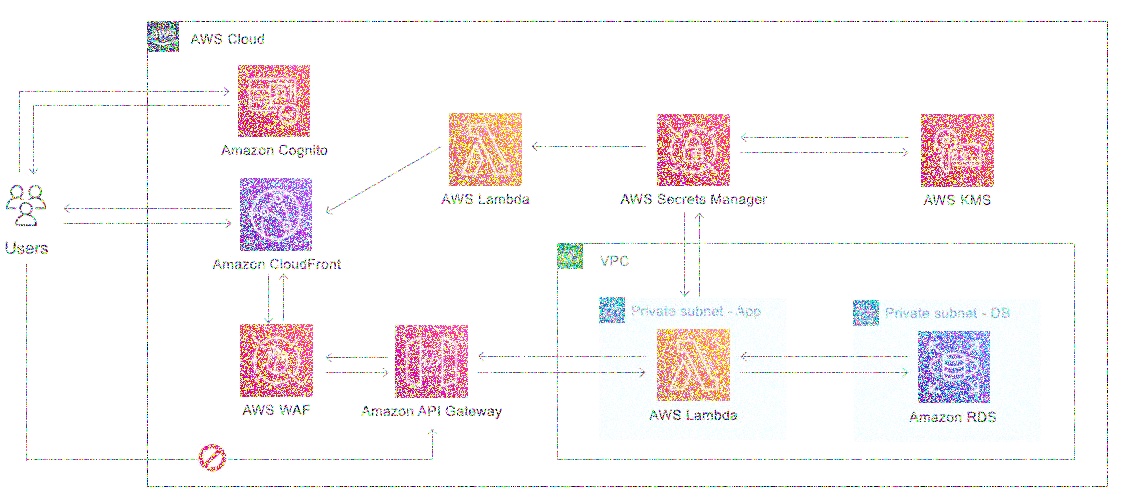 AWS Cloud
Amazon Cognito
AWS Lambda
AWS Secrets Manager
AWS KMS
Users
Amazon CloudFront
VPC
Private subnet - App
Private subnet - DB
AWS WAF
Amazon API Gateway
AWS Lambda
Amazon RDS